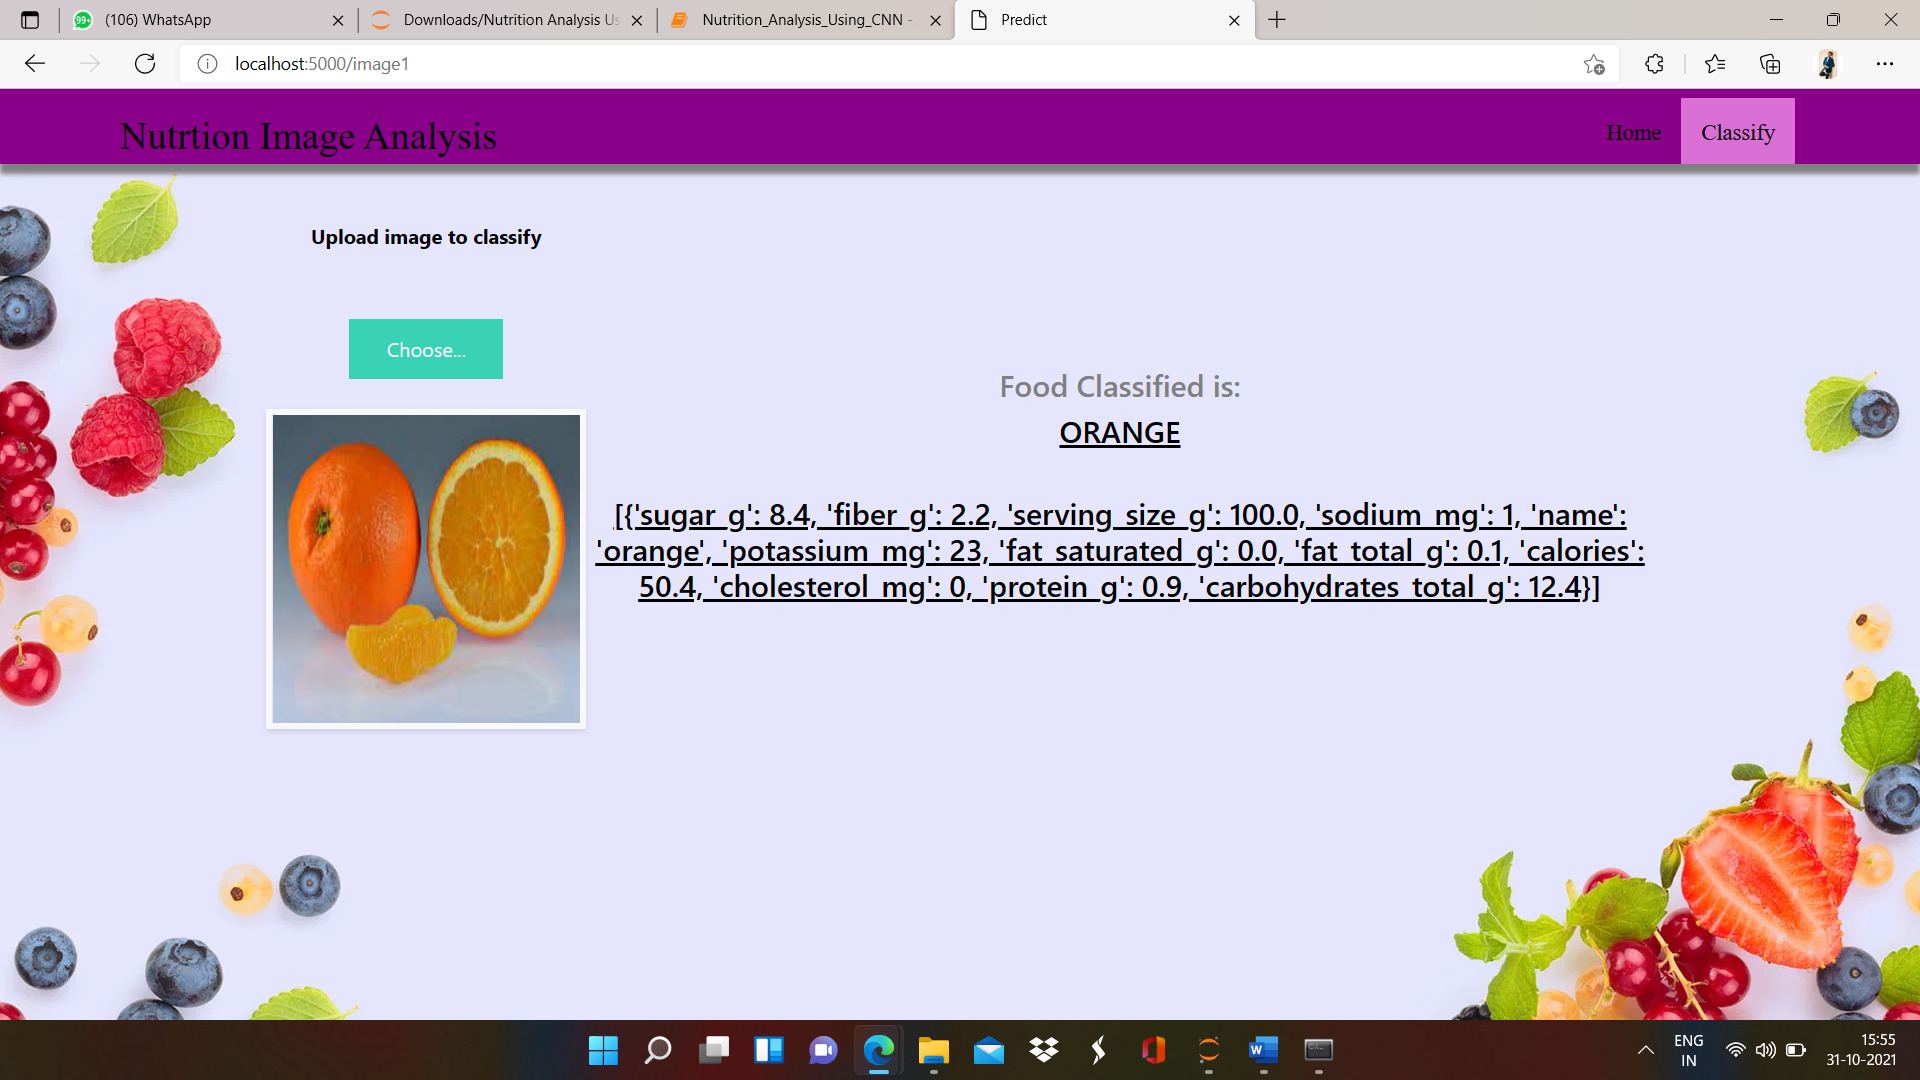 (106) WhatsApp
Downloads/Nutrition Analysis Us
Nutrition_Analysis_Using_CNN -
Predict
localhost:5000/image1
Nutrtion Image Analysis
Home
Classify
Upload image to classify
Choose...
Food Classified is:
ORANGE
[{'sugar_g': 8.4, 'fiber_g': 2.2, 'serving_size_g': 100.0, 'sodium_mg': 1, 'name':
'orange', 'potassium_mg': 23, 'fat_saturated_g': 0.0, 'fat_total_g': 0.1, 'calories':
50.4, 'cholesterol_mg': 0, 'protein_g': 0.9, 'carbohydrates_total_g': 12.4}]
ENG
IN
15:55
31-10-2021